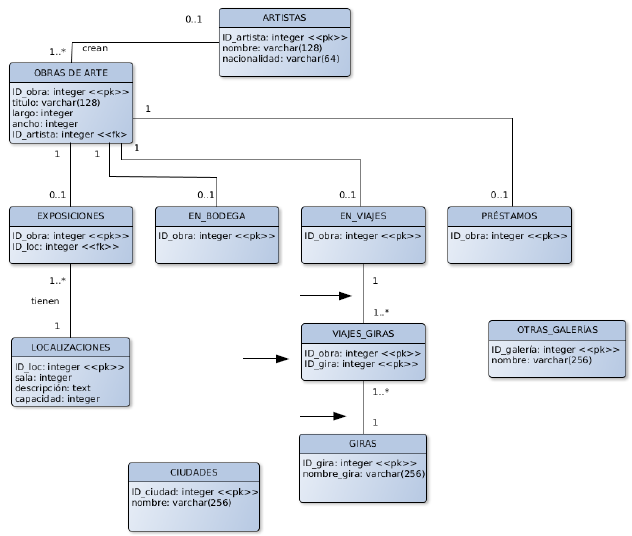 ARTISTAS
ID_artista: integer <<pk>>
nombre: varchar(128)
nacionalidad: varchar(64)
0..1
crean
1..*
OBRAS DE ARTE
ID_obra: integer <<pk>>
titulo: varchar(128)
largo: integer
ancho: integer
ID_artista: integer <<fk>
1
1
1
1
0..1
0..1
0..1
0..1
EXPOSICIONES
ID_obra: integer <<pk>>
ID_loc: integer <<fk>>
EN_BODEGA
ID_obra: integer <<pk>>
EN_VIAJES
ID_obra: integer <<pk>>
PRÉSTAMOS
ID_obra: integer <<pk>>
1..*
tienen
1
1
1..*
LOCALIZACIONES
ID_loc: integer <<pk>>
sala: integer
descripción: text
capacidad: integer
VIAJES_GIRAS
ID_obra: integer <<pk>>
ID_gira: integer <<pk>>
OTRAS_GALERÍAS
ID_galería: integer <<pk>>
nombre: varchar(256)
1..*
1
GIRAS
ID_gira: integer <<pk>>
nombre_gira: varchar(256)
CIUDADES
ID_ciudad: integer <<pk>>
nombre: varchar(256)